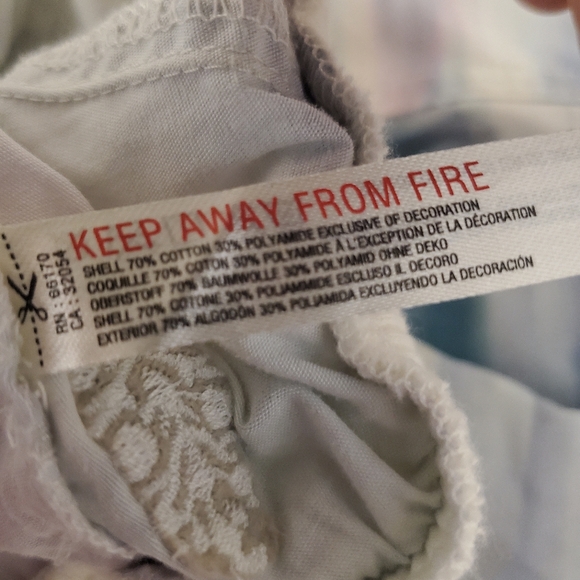 KEEP AWAY FROM FIRE
SHELL 70% COTTON 30% POLYAMIDE EXCLUSIVE OF DECORATION
COQUILLE 70% COTON 30% POLYAMIDE À L'EXCEPTION DE LA DÉCORATION
OBERSTOFF 70% BAUMWOLLE 30% POLYAMID OHNE DEKO
SHELL 70% COTONE 30% POLIAMMIDE ESCLUSO IL DECORO
EXTERIOR 70% ALGODÓN 30% POLIAMIDA EXCLUYENDO LA DECORACIÓN
RN : 66170
CA : 32054